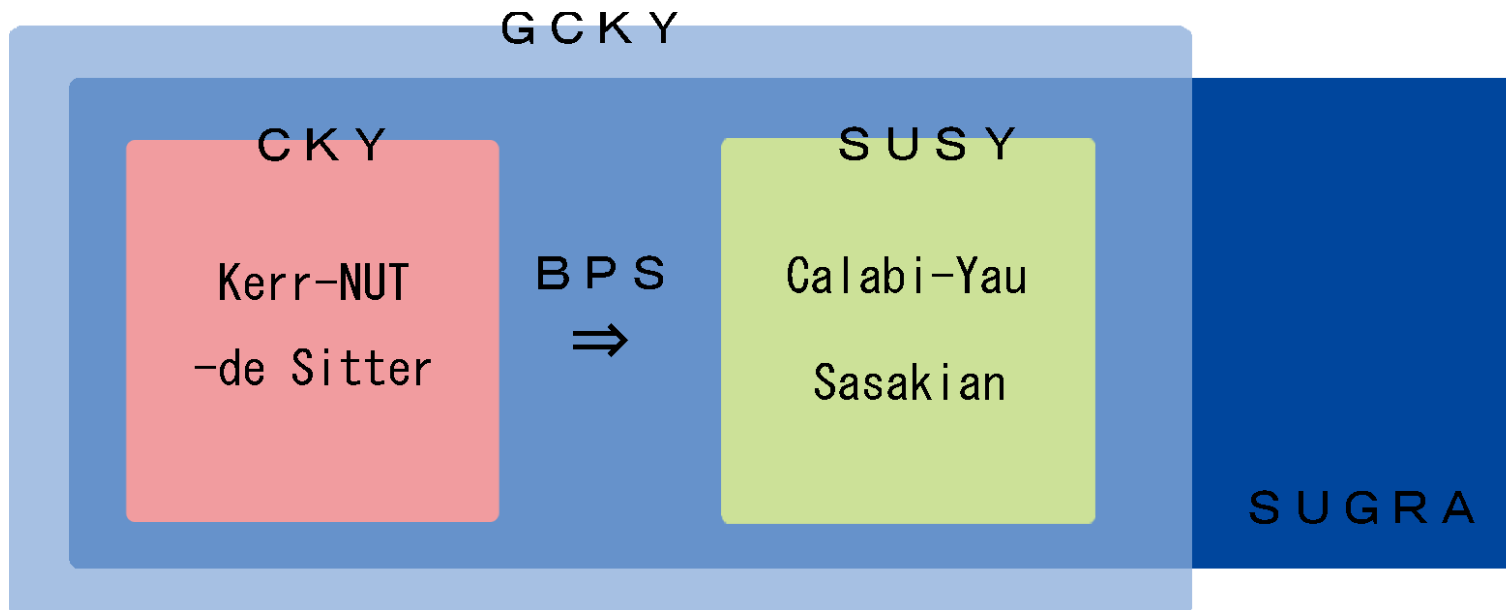 GCKY
CKY
Kerr-NUT
-de Sitter
BPS
⇒
SUSY
Calabi-Yau
Sasakian
SUGRA